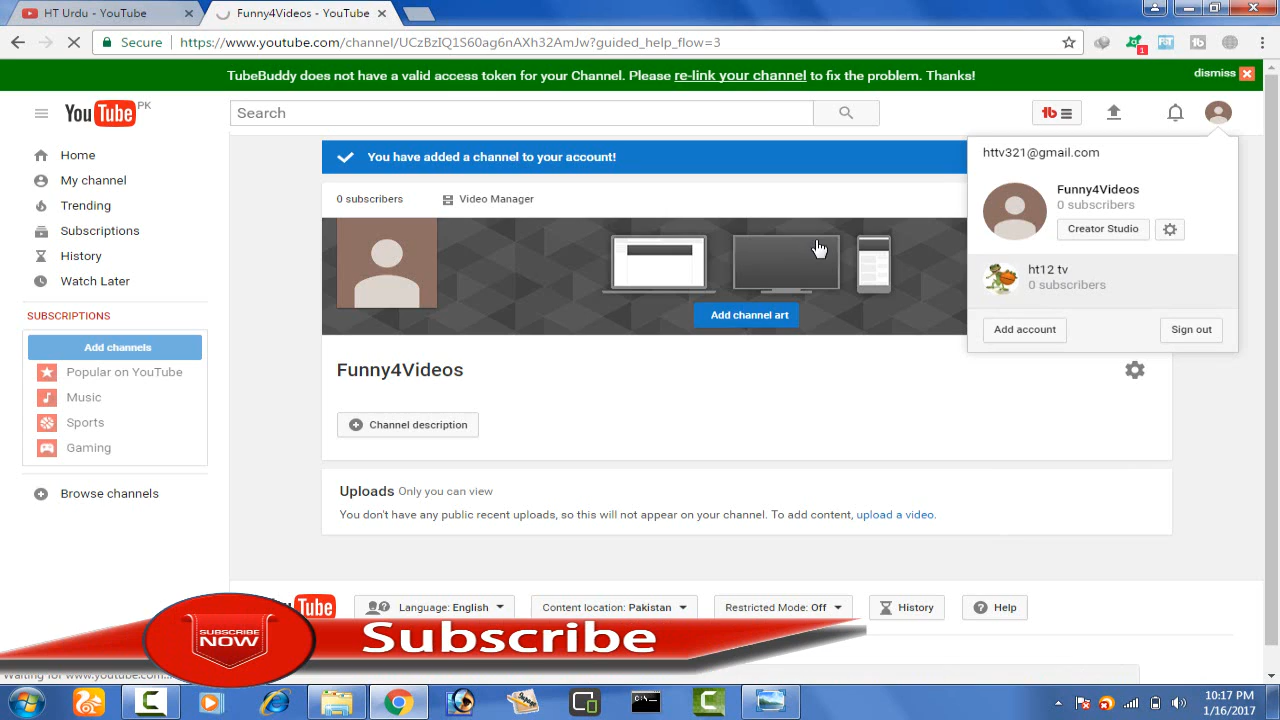 HT Urdu - YouTube
Funny4Videos - YouTube
Secure
https://www.youtube.com/channel/UCzBzIQ1S60ag6nAXh32AmJw?guided_help_flow=3
1
TubeBuddy does not have a valid access token for your Channel. Please re-link your channel to fix the problem. Thanks!
dismiss
YouTube PK
Search
tb
You have added a channel to your account!
0 subscribers
Video Manager
Add channel art
Funny4Videos
Channel description
Uploads Only you can view
You don't have any public recent uploads, so this will not appear on your channel. To add content, upload a video.
httv321@gmail.com
Funny4Videos
0 subscribers
Creator Studio
ht12 tv
0 subscribers
Add account
Sign out
Home
My channel
Trending
Subscriptions
History
Watch Later
SUBSCRIPTIONS
Add channels
Popular on YouTube
Music
Sports
Gaming
Browse channels
Language: English
Content location: Pakistan
Restricted Mode: Off
History
Help
SUBSCRIBE
NOW
Subscribe
10:17 PM
1/16/2017